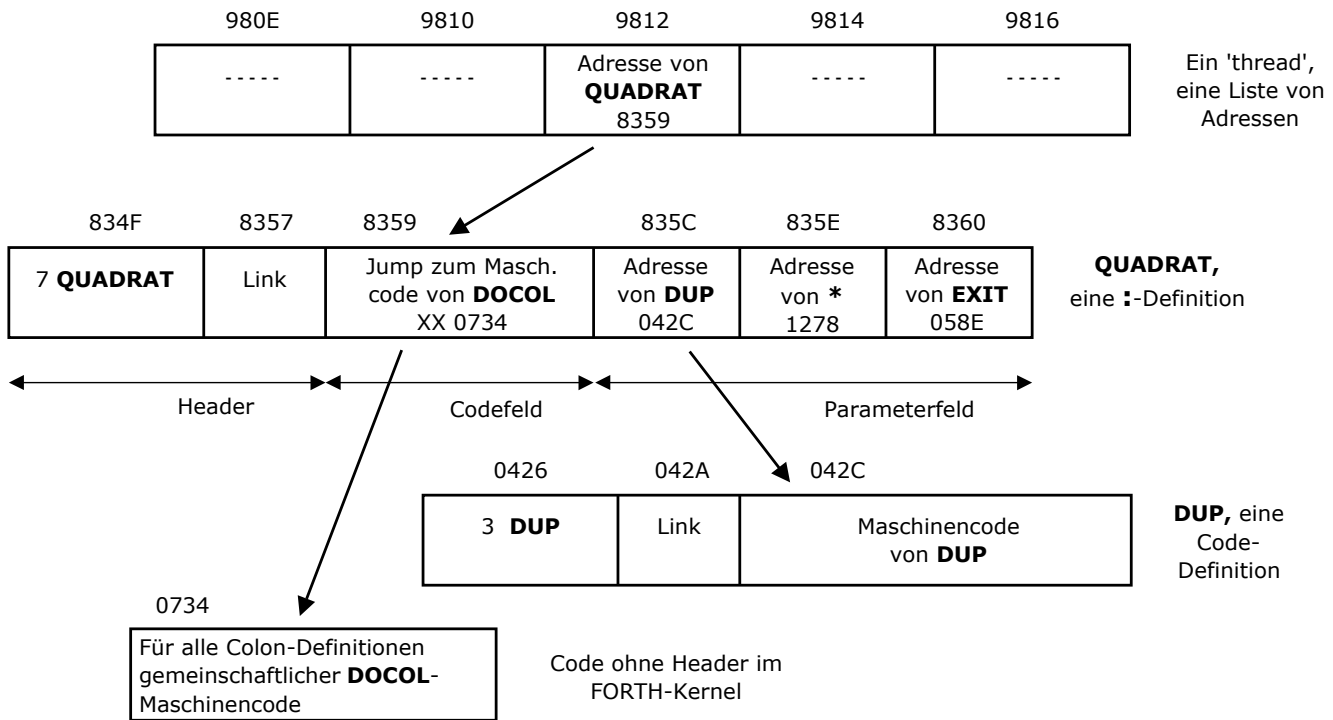 980E 9810 9812 9814 9816
- - - - -
- - - - -
Adresse von
QUADRAT
8359
- - - - -
- - - - -
Ein 'thread',
eine Liste von
Adressen
834F 8357 8359 835C 835E 8360
7 QUADRAT
Link
Jump zum Masch.
code von DOCOL
XX 0734
Adresse
von DUP
042C
Adresse
von *
1278
Adresse
von EXIT
058E
QUADRAT,
eine :-Definition
Header Codefeld Parameterfeld
0426 042A 042C
3 DUP
Link
Maschinencode
von DUP
DUP, eine
Code-
Definition
0734
Für alle Colon-Definitionen
gemeinschaftlicher DOCOL-
Maschinencode
Code ohne Header im
FORTH-Kernel